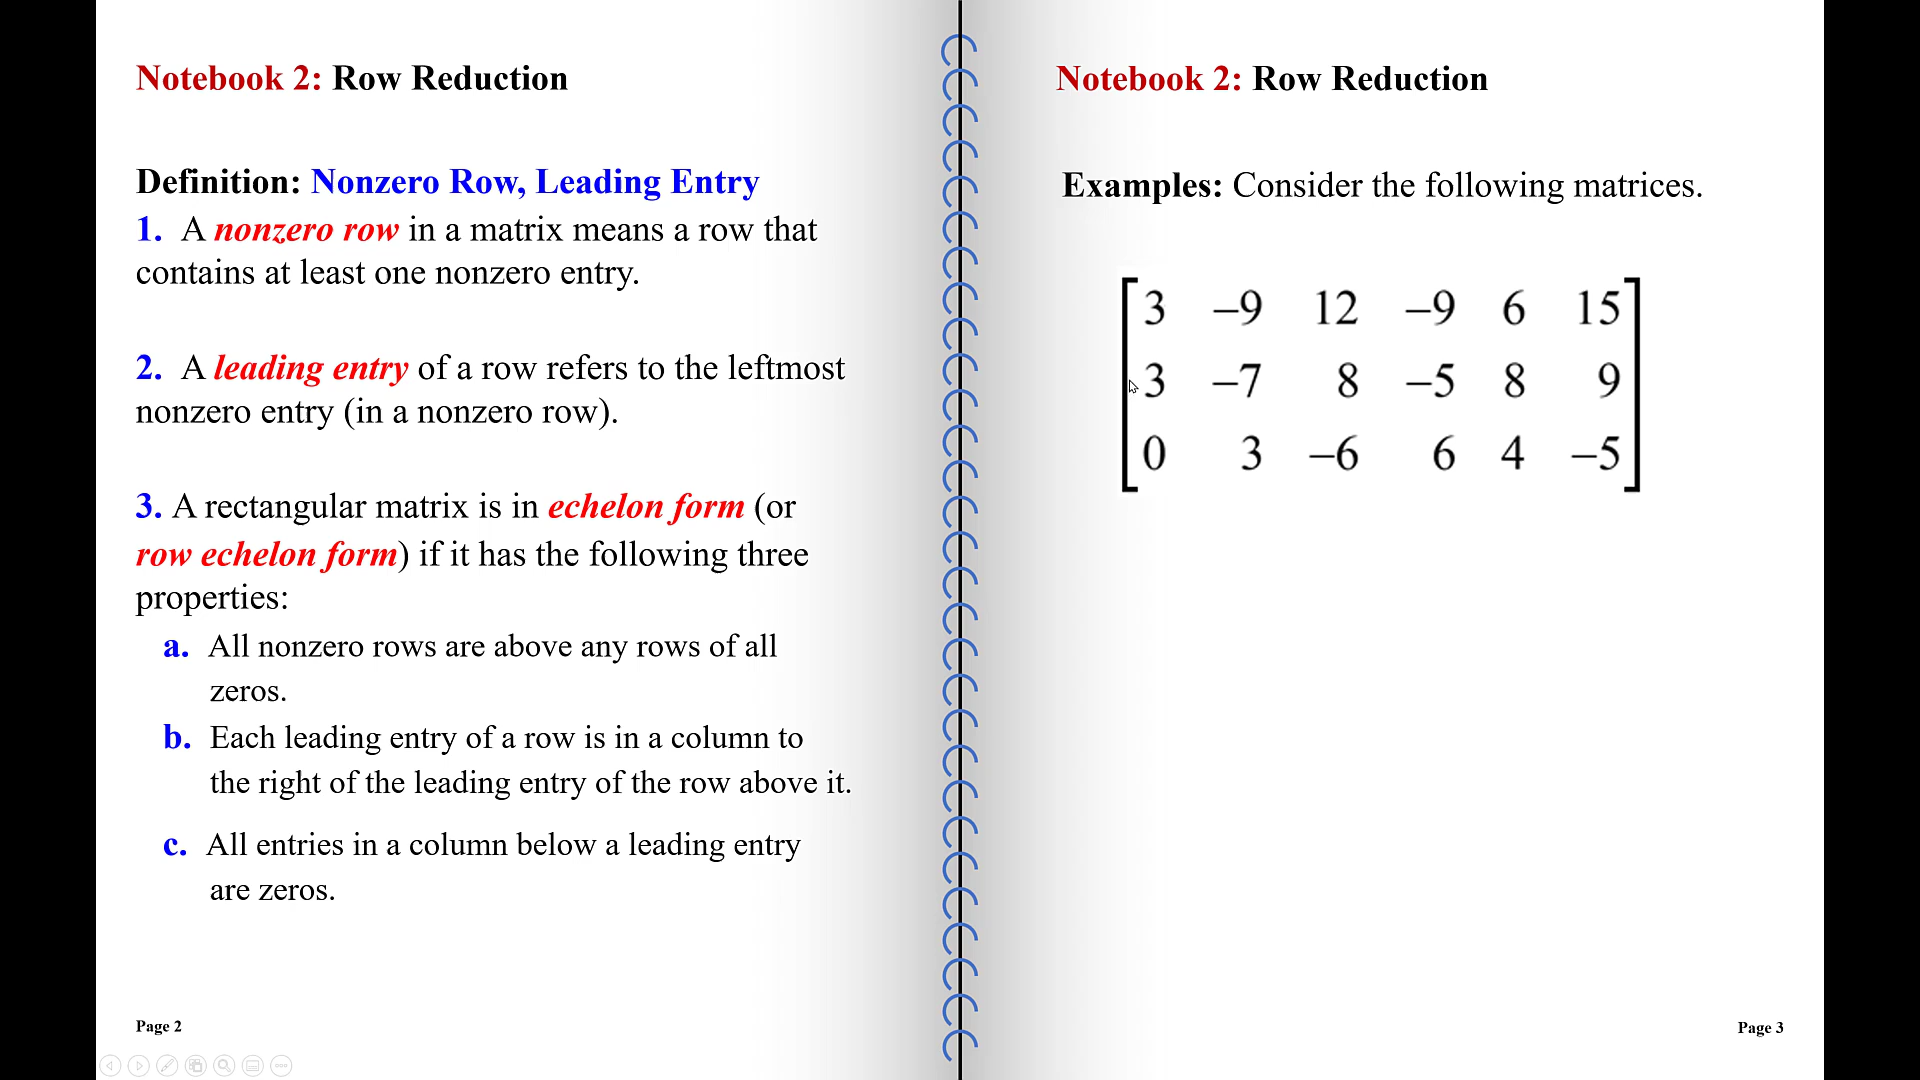 Notebook 2: Row Reduction
Definition: Nonzero Row, Leading Entry
1. A nonzero row in a matrix means a row that
contains at least one nonzero entry.
2. A leading entry of a row refers to the leftmost
nonzero entry (in a nonzero row).
3. A rectangular matrix is in echelon form (or
row echelon form) if it has the following three
properties:
a. All nonzero rows are above any rows of all
zeros.
b. Each leading entry of a row is in a column to
the right of the leading entry of the row above it.
c. All entries in a column below a leading entry
are zeros.
Page 2
Notebook 2: Row Reduction
Examples: Consider the following matrices.
3 –9 12 –9 6 15
3 –7 8 –5 8 9
0 3 –6 6 4 –5
Page 3